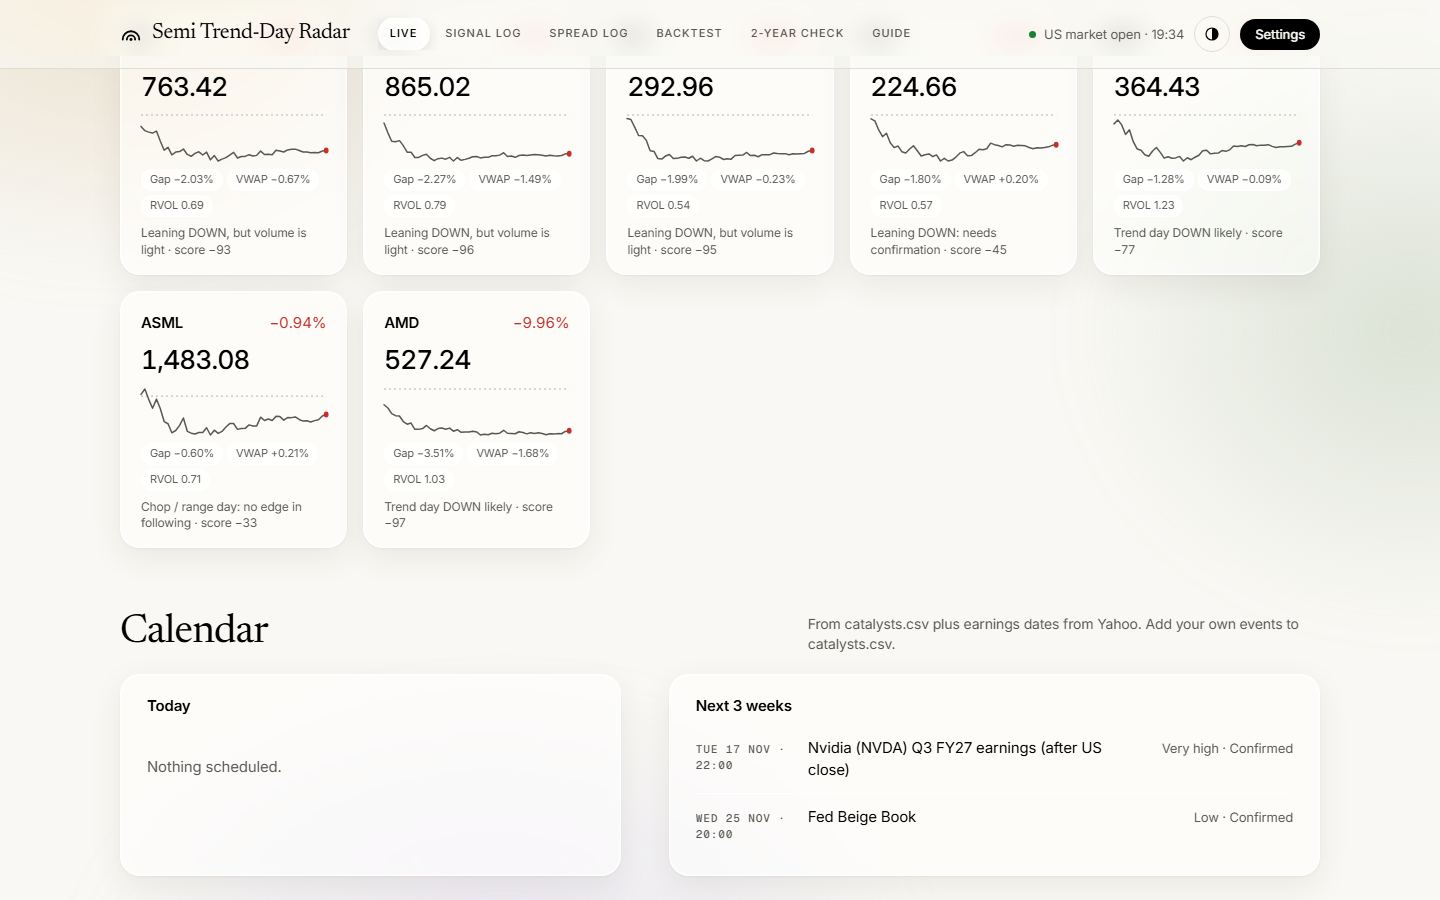 Semi Trend-Day Radar
LIVE
SIGNAL LOG
SPREAD LOG
BACKTEST
2-YEAR CHECK
GUIDE
US market open · 19:34
Settings
763.42
Gap −2.03%
VWAP −0.67%
RVOL 0.69
Leaning DOWN, but volume is
light · score −93
865.02
Gap −2.27%
VWAP −1.49%
RVOL 0.79
Leaning DOWN, but volume is
light · score −96
292.96
Gap −1.99%
VWAP −0.23%
RVOL 0.54
Leaning DOWN, but volume is
light · score −95
224.66
Gap −1.80%
VWAP +0.20%
RVOL 0.57
Leaning DOWN: needs
confirmation · score −45
364.43
Gap −1.28%
VWAP −0.09%
RVOL 1.23
Trend day DOWN likely · score
−77
ASML
−0.94%
1,483.08
Gap −0.60%
VWAP +0.21%
RVOL 0.71
Chop / range day: no edge in
following · score −33
AMD
−9.96%
527.24
Gap −3.51%
VWAP −1.68%
RVOL 1.03
Trend day DOWN likely · score
−97
Calendar
From catalysts.csv plus earnings dates from Yahoo. Add your own events to
catalysts.csv.
Today
Nothing scheduled.
Next 3 weeks
TUE 17 NOV ·
22:00
Nvidia (NVDA) Q3 FY27 earnings (after US
close)
Very high · Confirmed
WED 25 NOV ·
20:00
Fed Beige Book
Low · Confirmed